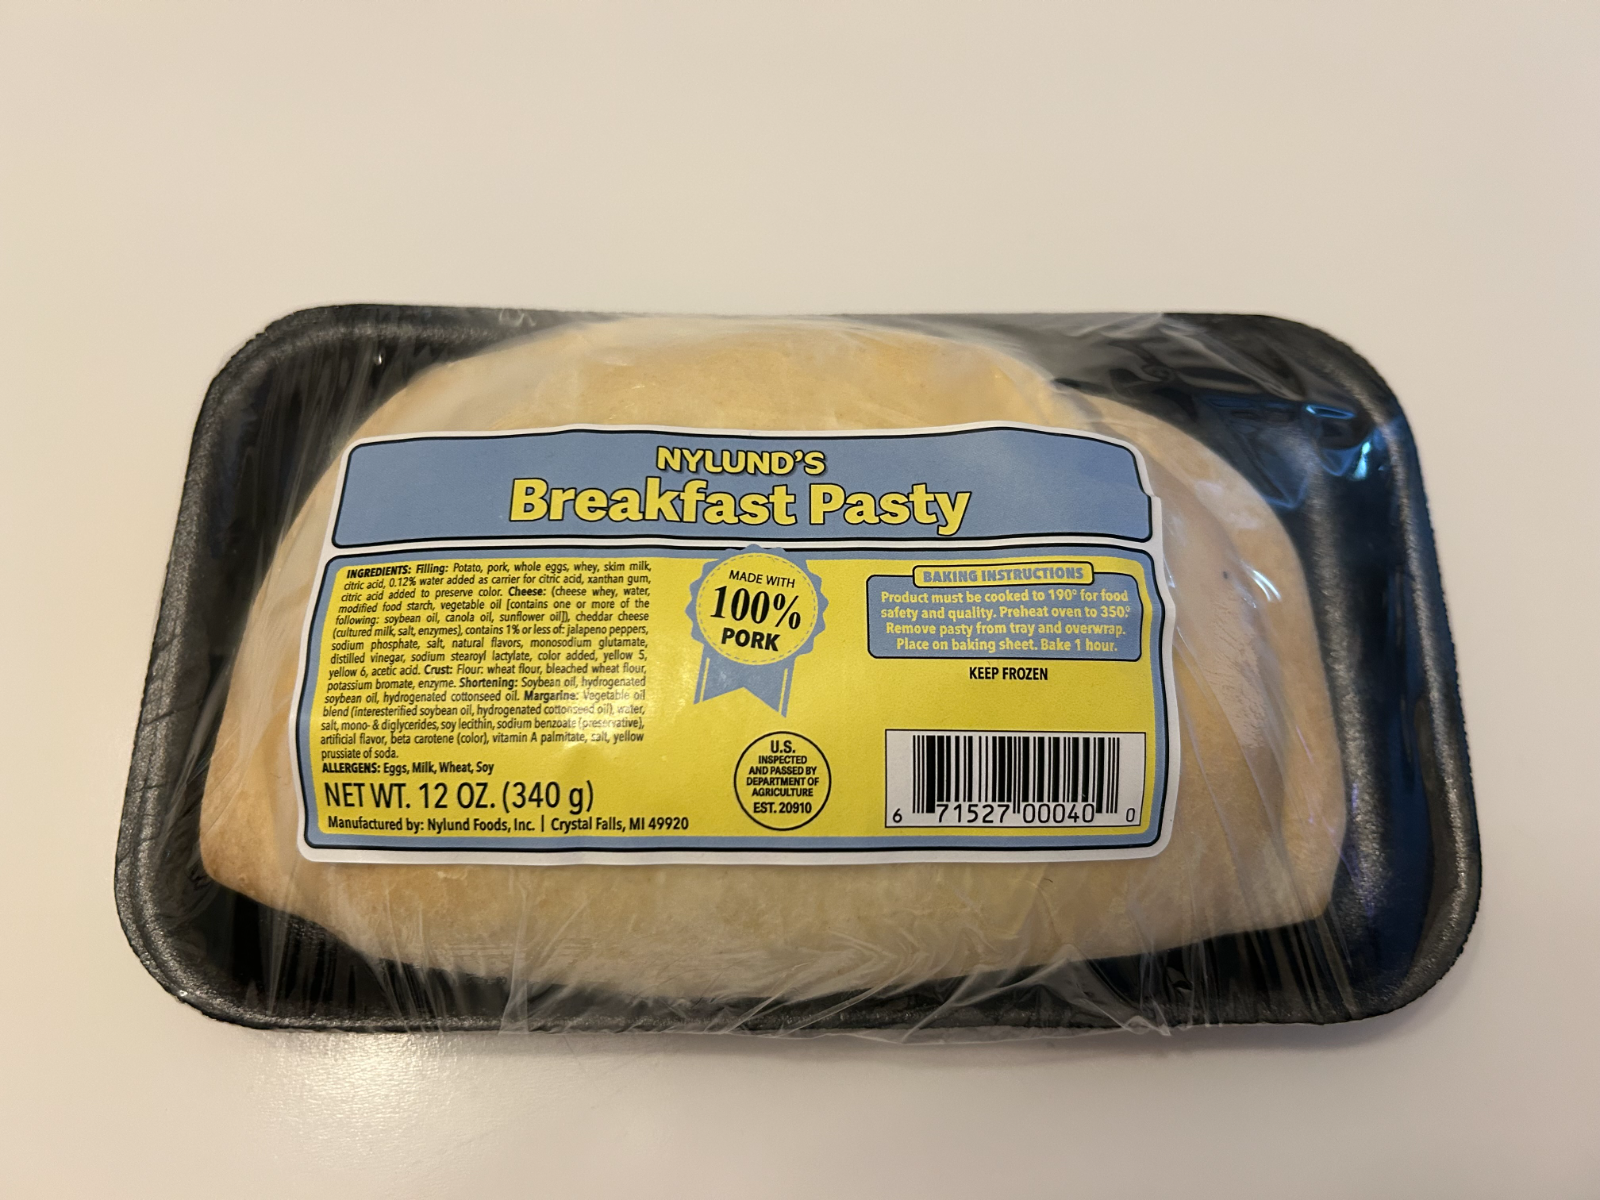 NYLUND'S
Breakfast Pasty
INGREDIENTS: Filling: Potato, pork, whole eggs, whey, skim milk,
citric acid, 0.12% water added as carrier for citric acid, xanthan gum,
citric acid added to preserve color. Cheese: (cheese whey, water,
modified food starch, vegetable oil [contains one or more of the
following: soybean oil, canola oil, sunflower oil]), cheddar cheese
(cultured milk, salt, enzymes), contains 1% or less of: jalapeno peppers,
sodium phosphate, salt, natural flavors, monosodium glutamate,
distilled vinegar, sodium stearoyl lactylate, color added, yellow 5,
yellow 6, acetic acid. Crust: Flour: wheat flour, bleached wheat flour,
potassium bromate, enzyme. Shortening: Soybean oil, hydrogenated
soybean oil, hydrogenated cottonseed oil. Margarine: Vegetable oil
blend (interesterified soybean oil, hydrogenated cottonseed oil), water,
salt, mono- & diglycerides, soy lecithin, sodium benzoate (preservative),
artificial flavor, beta carotene (color), vitamin A palmitate, salt, yellow
prussiate of soda.
ALLERGENS: Eggs, Milk, Wheat, Soy
NET WT. 12 OZ. (340 g)
Manufactured by: Nylund Foods, Inc. | Crystal Falls, MI 49920
MADE WITH
100%
PORK
U.S.
INSPECTED
AND PASSED BY
DEPARTMENT OF
AGRICULTURE
EST. 20910
BAKING INSTRUCTIONS
Product must be cooked to 190° for food
safety and quality. Preheat oven to 350°.
Remove pasty from tray and overwrap.
Place on baking sheet. Bake 1 hour.
KEEP FROZEN
6 71527 00040 0